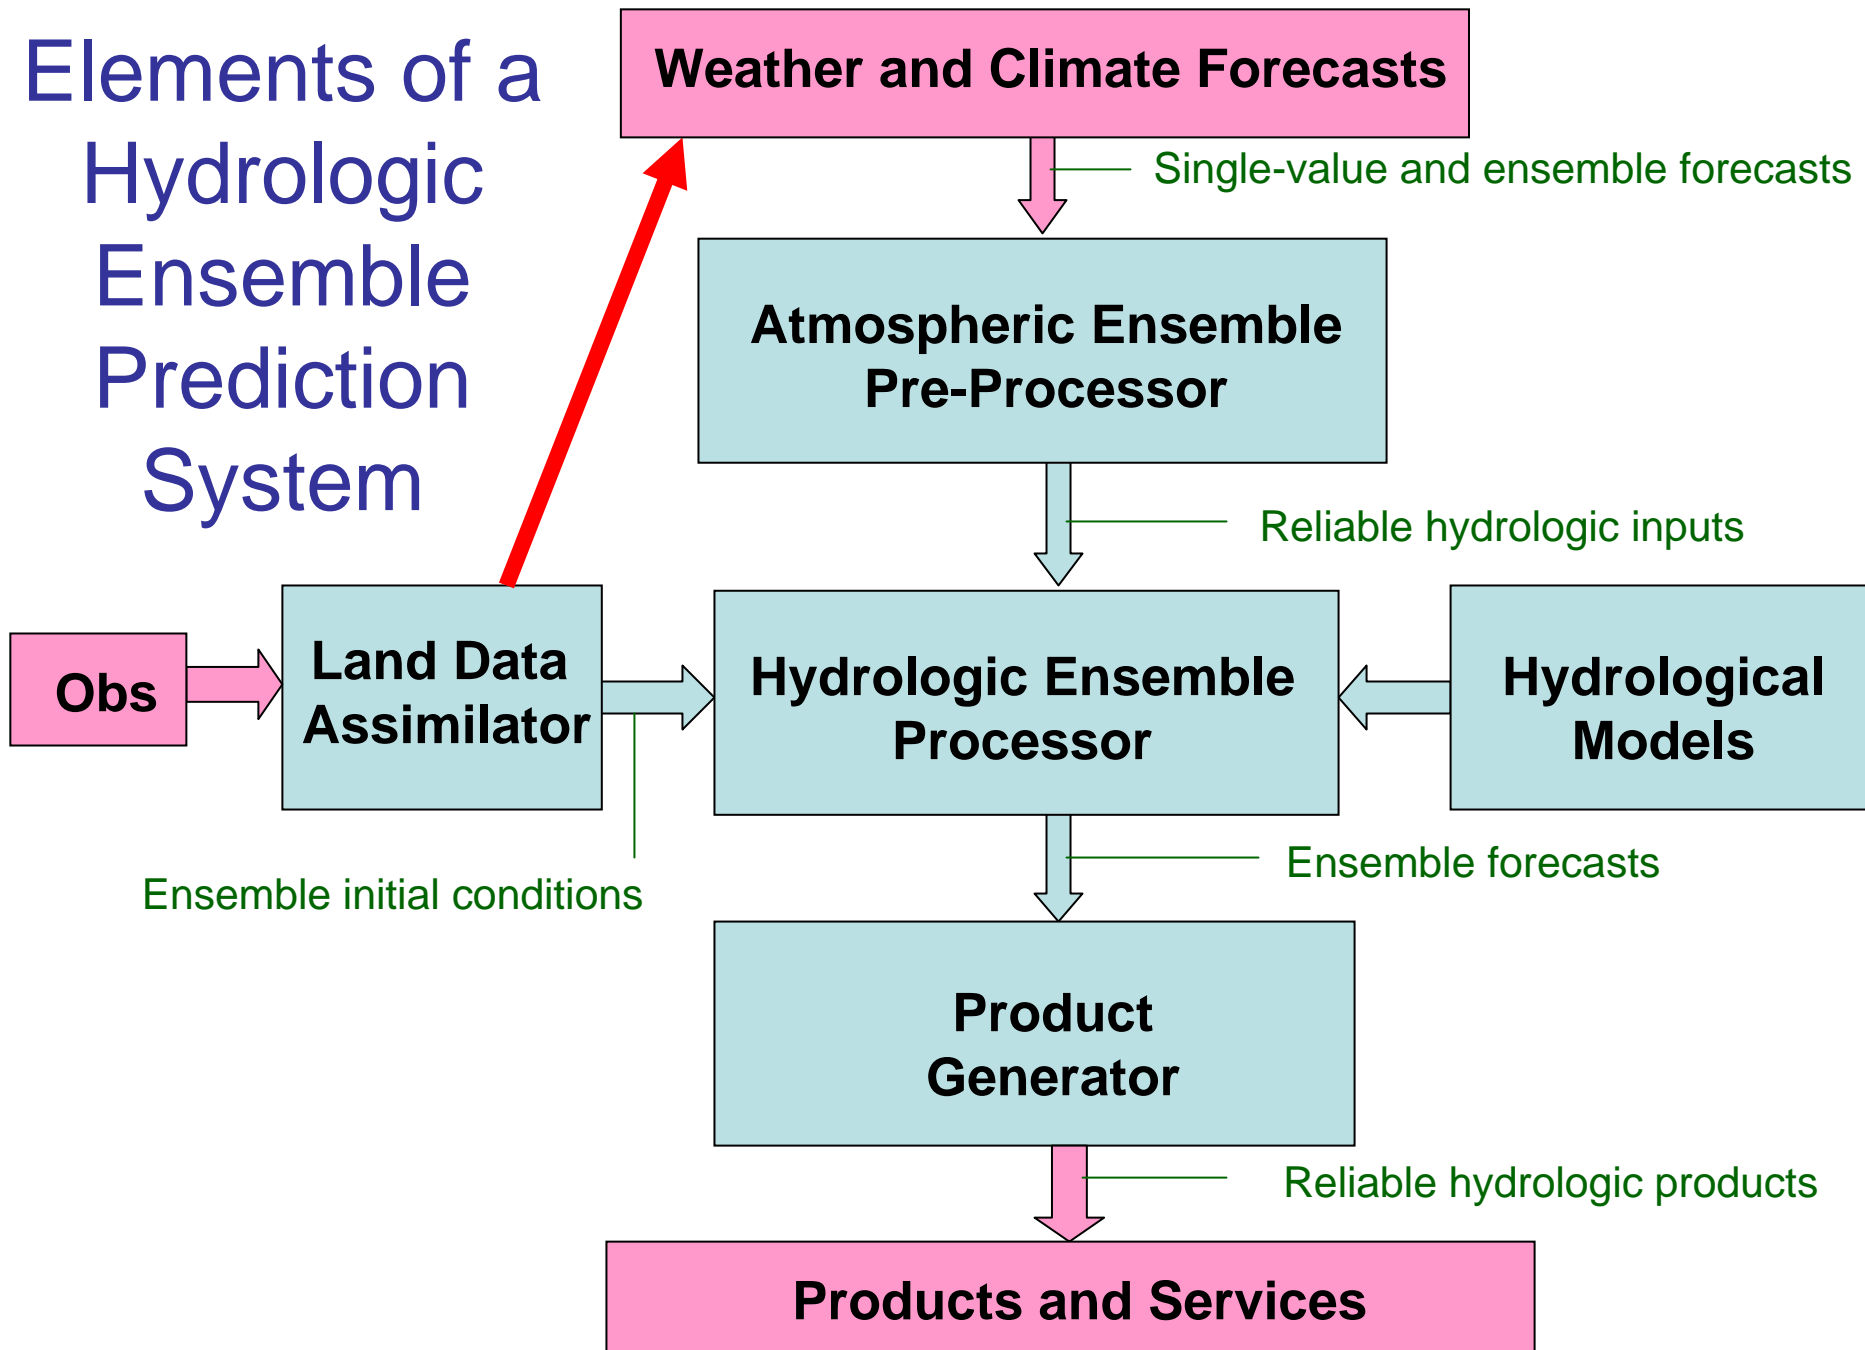 Elements of a
Hydrologic
Ensemble
Prediction
System
Weather and Climate Forecasts
Single-value and ensemble forecasts
Atmospheric Ensemble
Pre-Processor
Reliable hydrologic inputs
Obs
Land Data
Assimilator
Hydrologic Ensemble
Processor
Hydrological
Models
Ensemble initial conditions
Ensemble forecasts
Product
Generator
Reliable hydrologic products
Products and Services